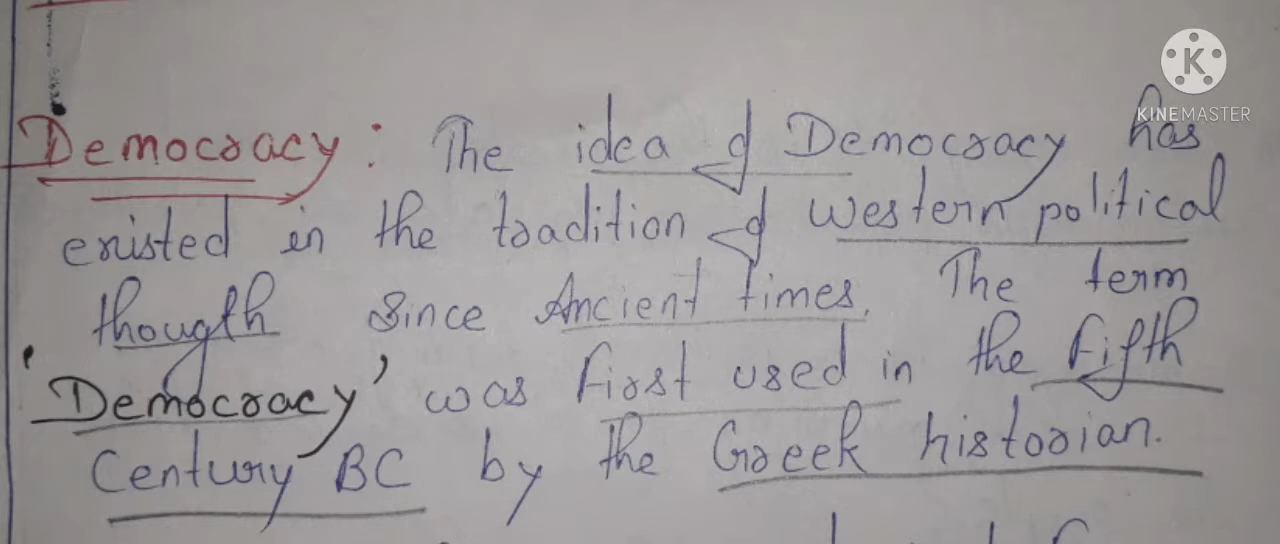 KINEMASTER
Democracy: The idea of Democracy has
existed in the tradition of western political
thougth since Ancient times. The term
'Democracy' was first used in the Fifth
Century BC by the Greek historian.